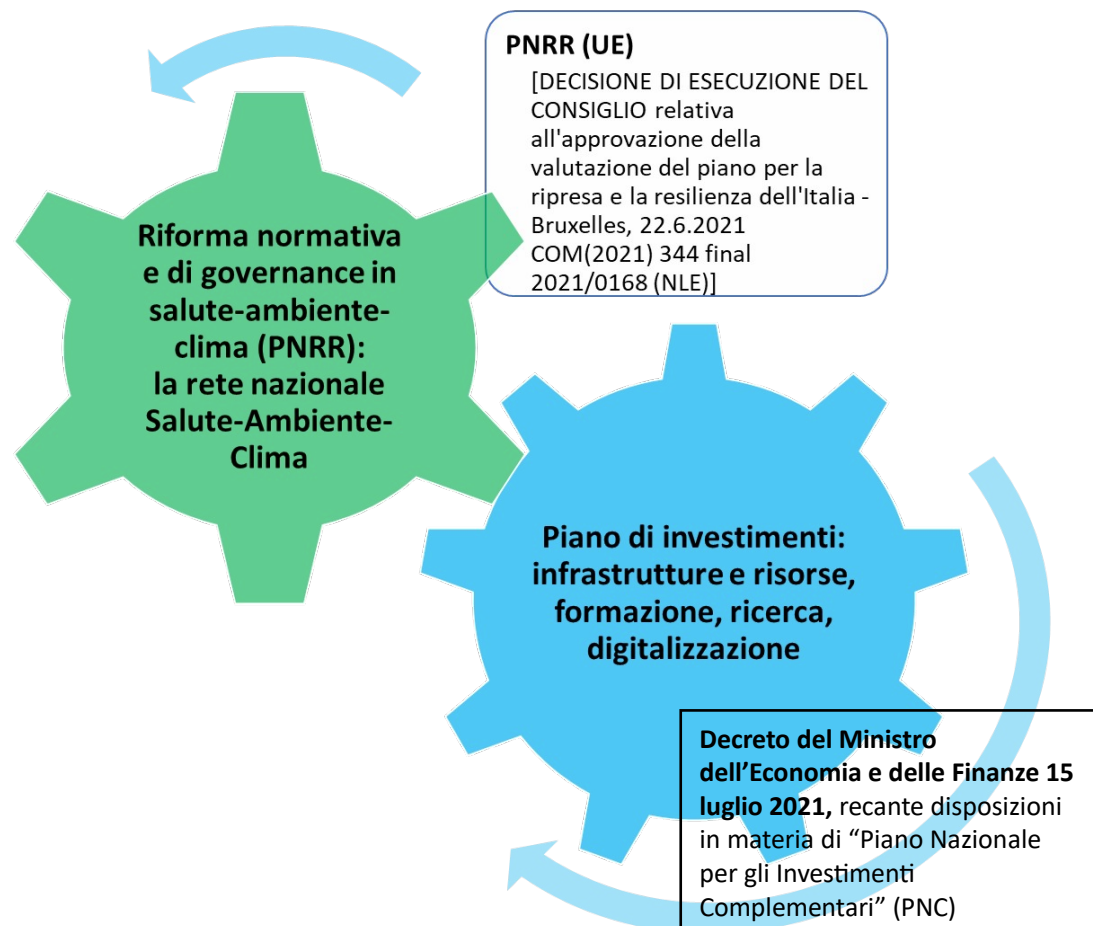 PNRR (UE)
[DECISIONE DI ESECUZIONE DEL
CONSIGLIO relativa
all'approvazione della
valutazione del piano per la
ripresa e la resilienza dell'Italia -
Bruxelles, 22.6.2021
COM(2021) 344 final
2021/0168 (NLE)]
Riforma normativa
e di governance in
salute-ambiente-
clima (PNRR):
la rete nazionale
Salute-Ambiente-
Clima
Piano di investimenti:
infrastrutture e risorse,
formazione, ricerca,
digitalizzazione
Decreto del Ministro
dell’Economia e delle Finanze 15
luglio 2021, recante disposizioni
in materia di “Piano Nazionale
per gli Investimenti
Complementari” (PNC)